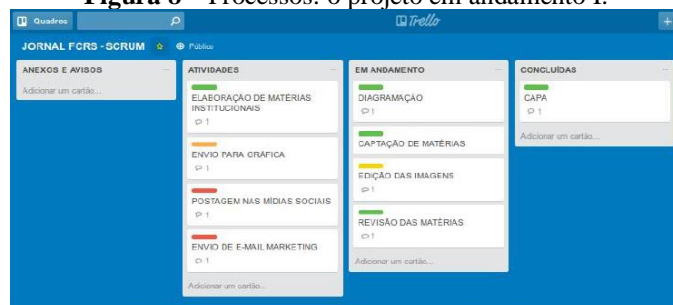 Figura 8 – Processos: o projeto em andamento I.
Quadros
Trello
+
JORNAL FCRS - SCRUM
Público
ANEXOS E AVISOS
Adicionar um cartão...
ATIVIDADES
ELABORAÇÃO DE MATÉRIAS
INSTITUCIONAIS
1
ENVIO PARA GRÁFICA
1
POSTAGEM NAS MÍDIAS SOCIAIS
1
ENVIO DE E-MAIL MARKETING
1
Adicionar um cartão...
EM ANDAMENTO
DIAGRAMAÇÃO
1
CAPTAÇÃO DE MATÉRIAS
EDIÇÃO DAS IMAGENS
1
REVISÃO DAS MATÉRIAS
1
Adicionar um cartão...
CONCLUÍDAS
CAPA
1
Adicionar um cartão...